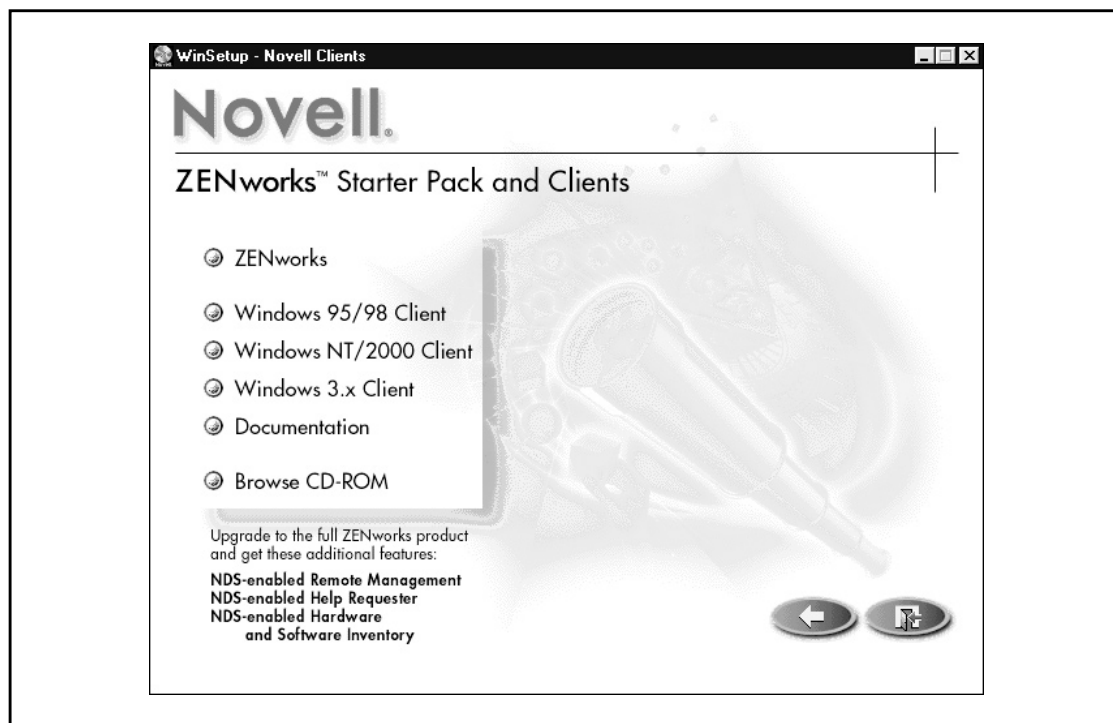 WinSetup - Novell Clients
Novell®
ZENworks™ Starter Pack and Clients
ZENworks
Windows 95/98 Client
Windows NT/2000 Client
Windows 3.x Client
Documentation
Browse CD-ROM
Upgrade to the full ZENworks product
and get these additional features:
NDS-enabled Remote Management
NDS-enabled Help Requester
NDS-enabled Hardware
and Software Inventory